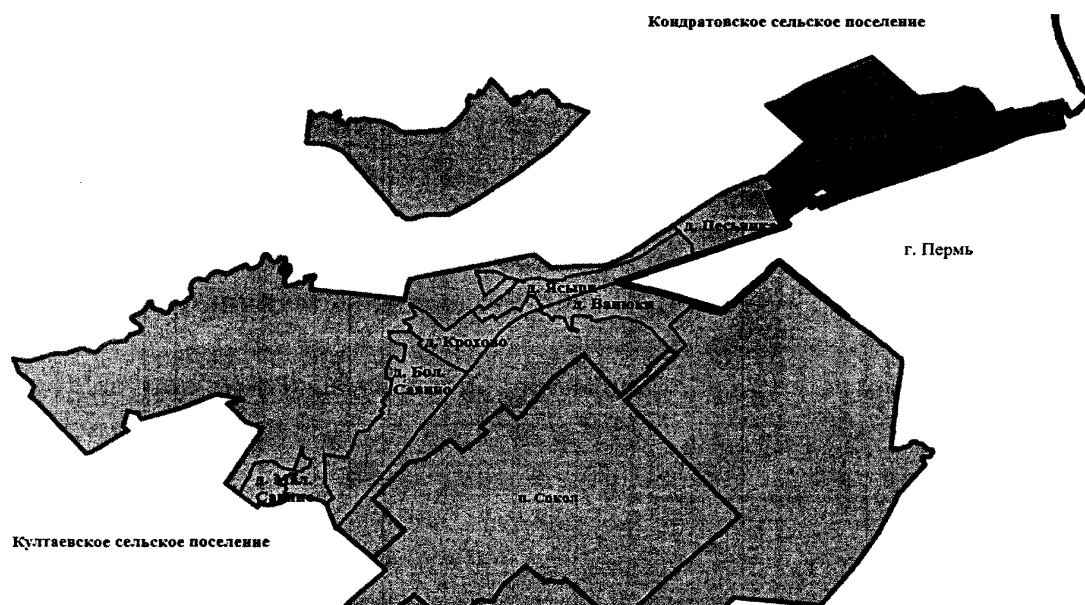 Кондратовское сельское поселение
д. Песьянка
г. Пермь
д. Ясыри
д. Ванюки
д. Крохово
д. Бол.
Савино
д. Мал.
Савино
п. Сокол
Култаевское сельское поселение